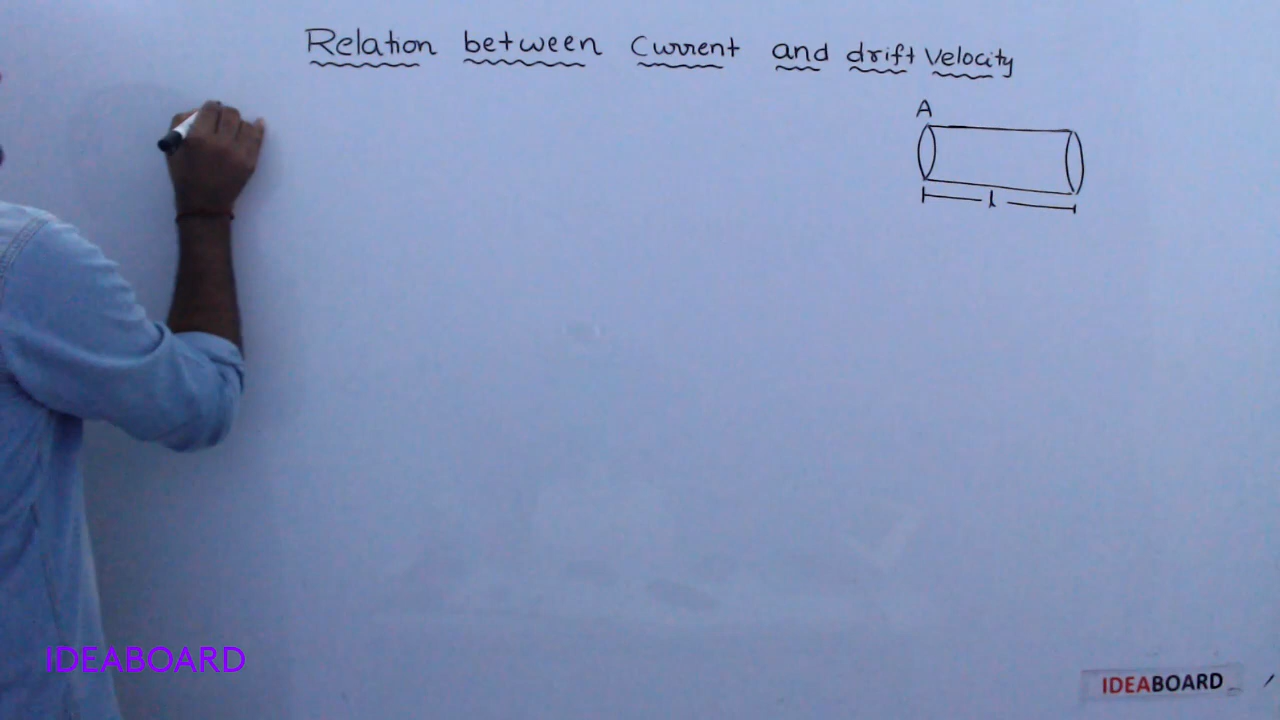 Relation between Current and drift velocity
A
l
IDEABOARD
IDEABOARD